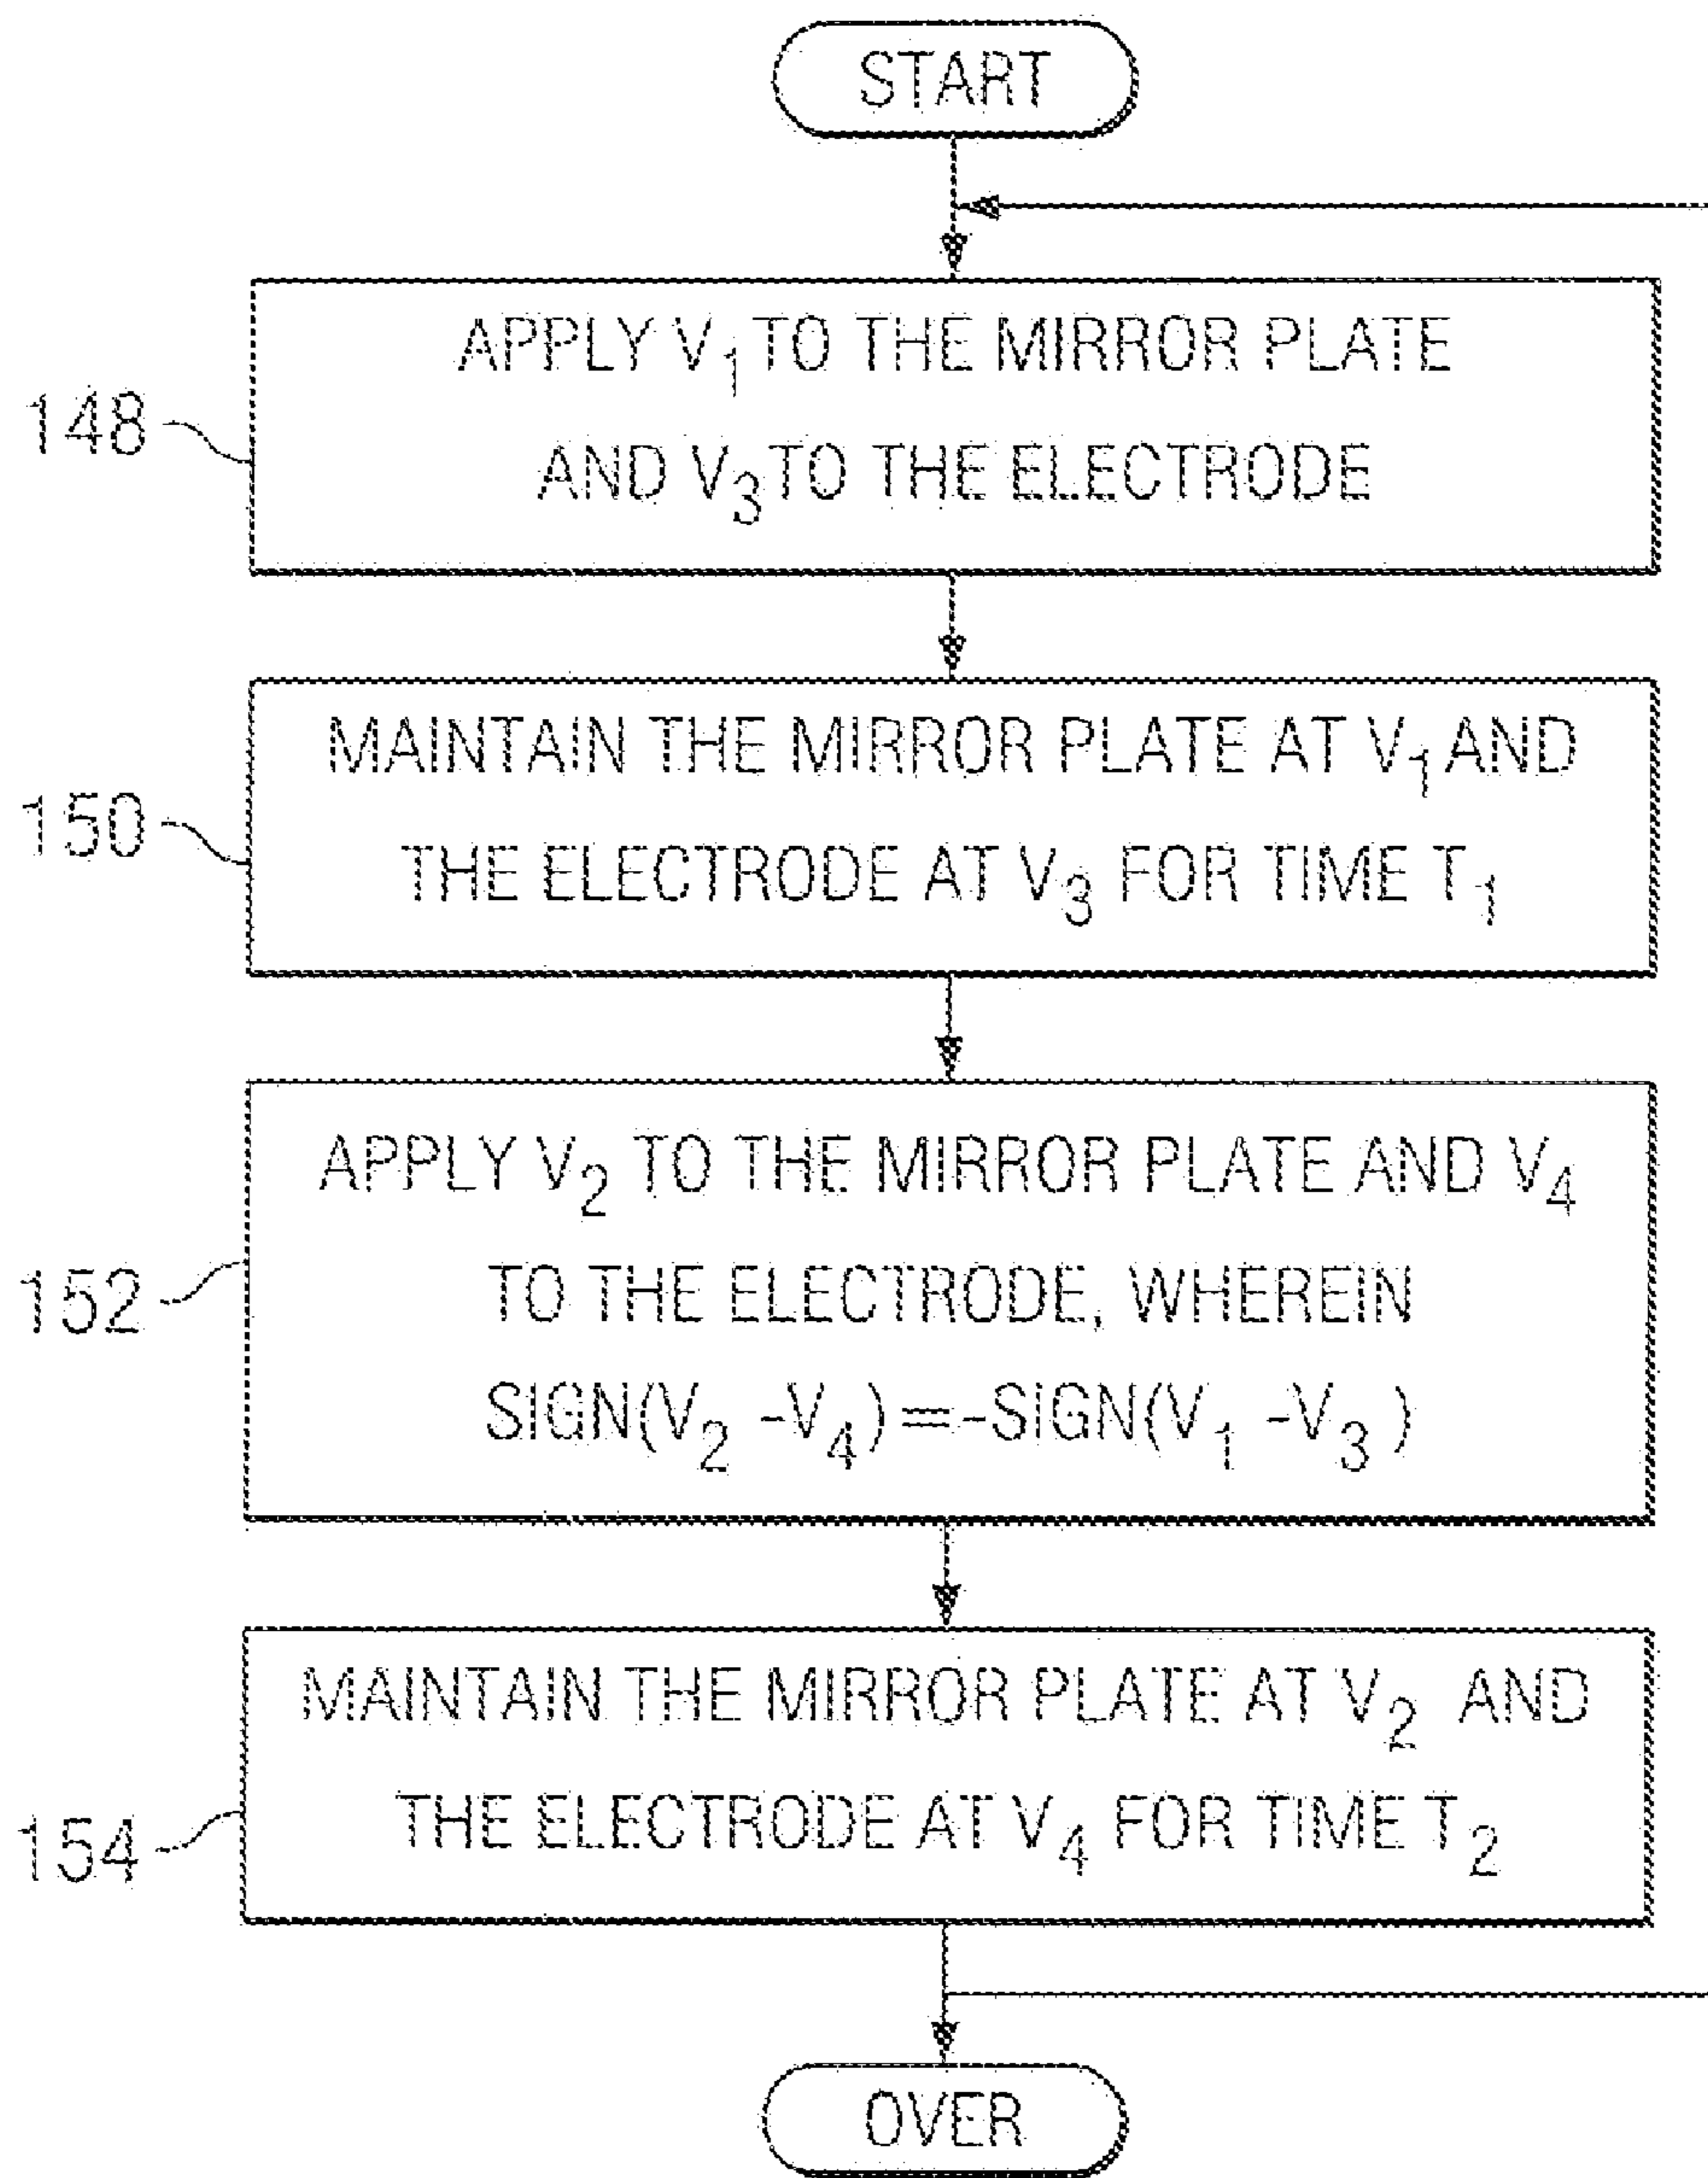 START
148
APPLY V₁ TO THE MIRROR PLATE
AND V₃ TO THE ELECTRODE
150
MAINTAIN THE MIRROR PLATE AT V₁ AND
THE ELECTRODE AT V₃ FOR TIME T₁
152
APPLY V₂ TO THE MIRROR PLATE AND V₄
TO THE ELECTRODE, WHEREIN
SIGN(V₂ -V₄)=-SIGN(V₁ -V₃ )
154
MAINTAIN THE MIRROR PLATE AT V₂ AND
THE ELECTRODE AT V₄ FOR TIME T₂
OVER